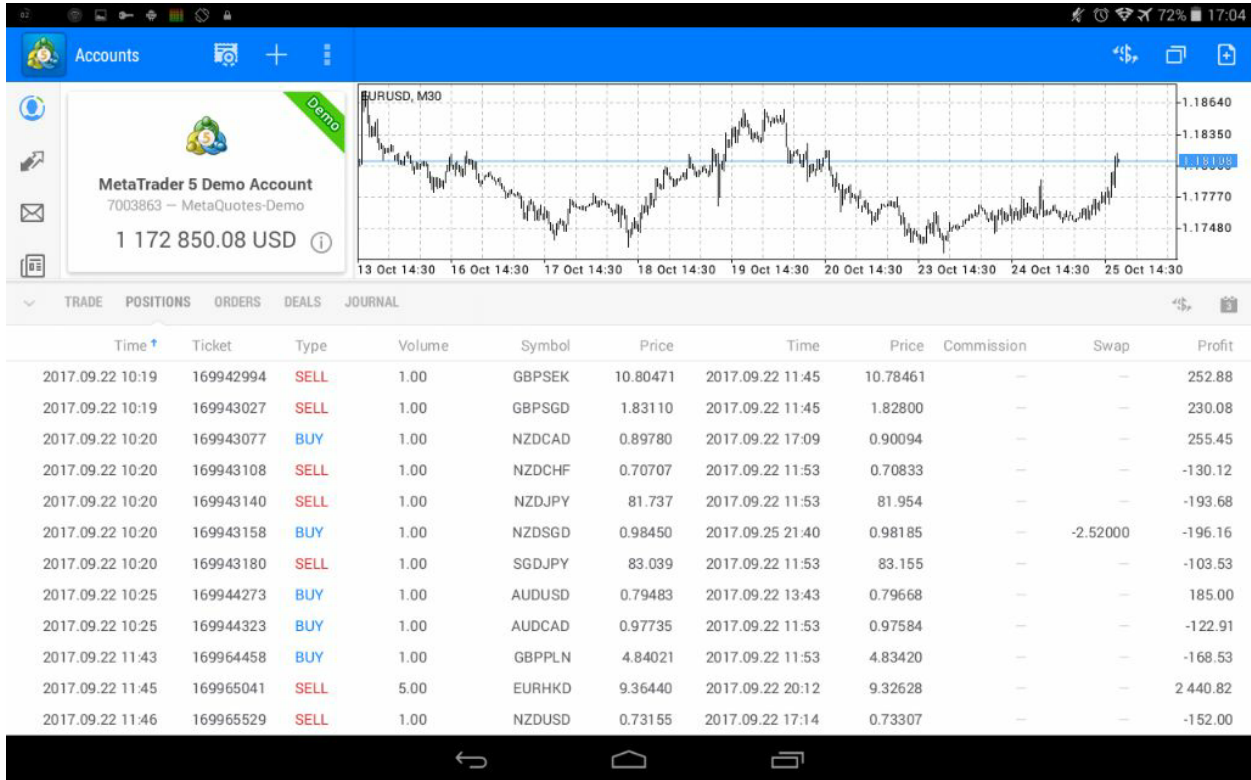 72% 17:04
Accounts
Demo
MetaTrader 5 Demo Account
7003863 — MetaQuotes-Demo
1 172 850.08 USD
EURUSD, M30
1.18640
1.18350
1.18198
1.17770
1.17480
13 Oct 14:30 16 Oct 14:30 17 Oct 14:30 18 Oct 14:30 19 Oct 14:30 20 Oct 14:30 23 Oct 14:30 24 Oct 14:30 25 Oct 14:30
TRADE POSITIONS ORDERS DEALS JOURNAL
Time Ticket Type Volume Symbol Price Time Price Commission Swap Profit
2017.09.22 10:19 169942994 SELL 1.00 GBPSEK 10.80471 2017.09.22 11:45 10.78461 — — 252.88
2017.09.22 10:19 169943027 SELL 1.00 GBPSGD 1.83110 2017.09.22 11:45 1.82800 — — 230.08
2017.09.22 10:20 169943077 BUY 1.00 NZDCAD 0.89780 2017.09.22 17:09 0.90094 — — 255.45
2017.09.22 10:20 169943108 SELL 1.00 NZDCHF 0.70707 2017.09.22 11:53 0.70833 — — -130.12
2017.09.22 10:20 169943140 SELL 1.00 NZDJPY 81.737 2017.09.22 11:53 81.954 — — -193.68
2017.09.22 10:20 169943158 BUY 1.00 NZDSGD 0.98450 2017.09.25 21:40 0.98185 — -2.52000 -196.16
2017.09.22 10:20 169943180 SELL 1.00 SGDJPY 83.039 2017.09.22 11:53 83.155 — — -103.53
2017.09.22 10:25 169944273 BUY 1.00 AUDUSD 0.79483 2017.09.22 13:43 0.79668 — — 185.00
2017.09.22 10:25 169944323 BUY 1.00 AUDCAD 0.97735 2017.09.22 11:53 0.97584 — — -122.91
2017.09.22 11:43 169964458 BUY 1.00 GBPPLN 4.84021 2017.09.22 11:53 4.83420 — — -168.53
2017.09.22 11:45 169965041 SELL 5.00 EURHKD 9.36440 2017.09.22 20:12 9.32628 — — 2 440.82
2017.09.22 11:46 169965529 SELL 1.00 NZDUSD 0.73155 2017.09.22 17:14 0.73307 — — -152.00